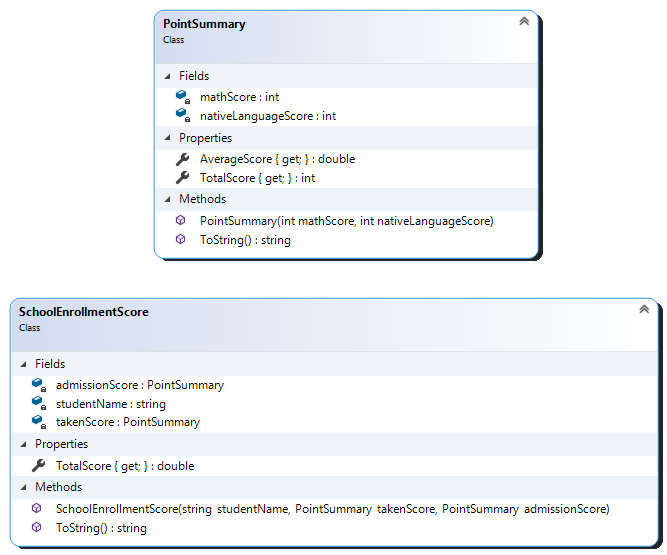 PointSummary
Class
Fields
mathScore : int
nativeLanguageScore : int
Properties
AverageScore { get; } : double
TotalScore { get; } : int
Methods
PointSummary(int mathScore, int nativeLanguageScore)
ToString() : string
SchoolEnrollmentScore
Class
Fields
admissionScore : PointSummary
studentName : string
takenScore : PointSummary
Properties
TotalScore { get; } : double
Methods
SchoolEnrollmentScore(string studentName, PointSummary takenScore, PointSummary admissionScore)
ToString() : string